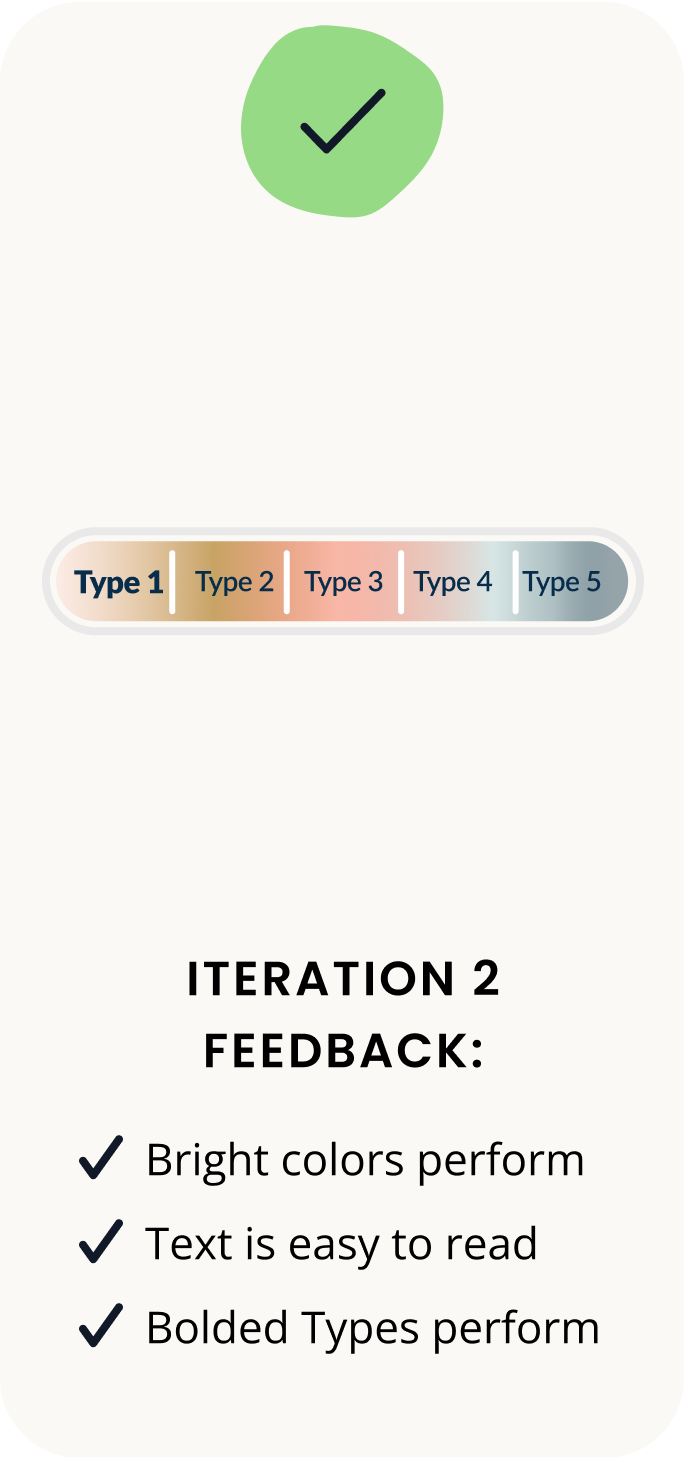 Type 1 Type 2 Type 3 Type 4 Type 5
ITERATION 2
FEEDBACK:
Bright colors perform
Text is easy to read
Bolded Types perform